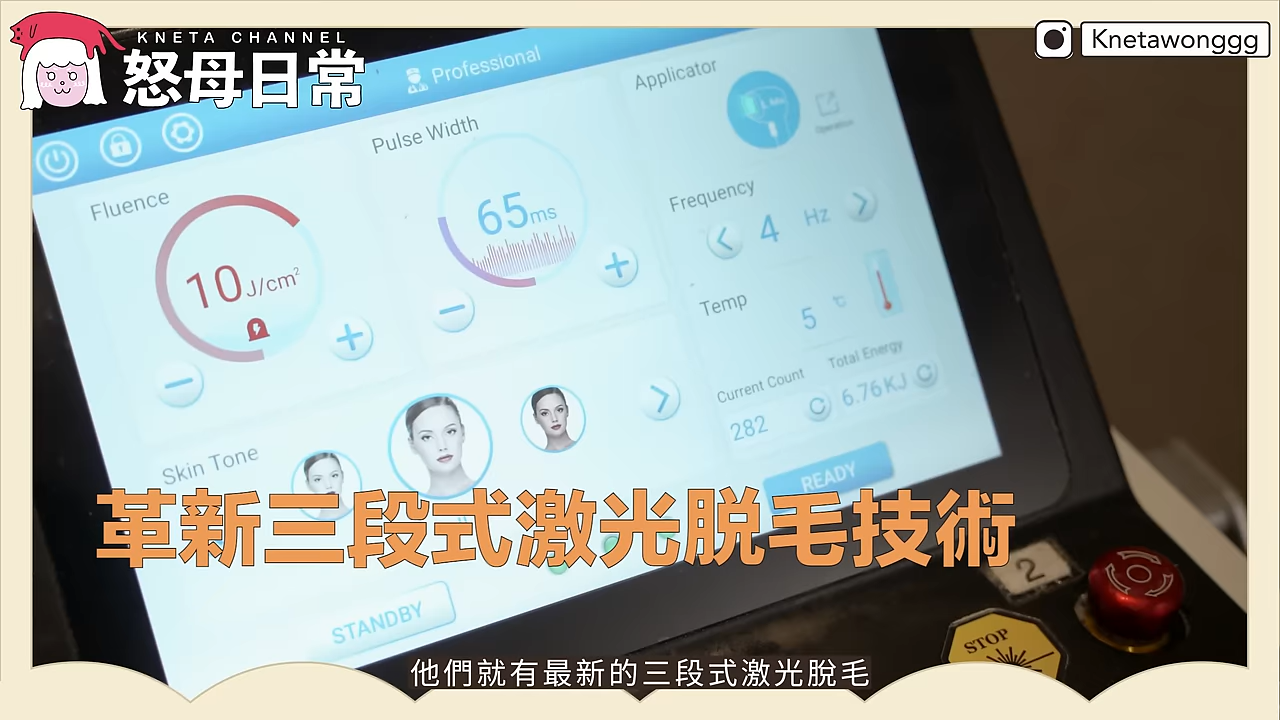 KNETA CHANNEL
怒母日常
Knetawonggg
Professional
Fluence
10 J/cm²
Pulse Width
65ms
Applicator
Operation
Frequency
4 Hz
Temp
5 °C
Current Count
282
Total Energy
6.76KJ
Skin Tone
STANDBY
READY
革新三段式激光脫毛技術
2
STOP
他們就有最新的三段式激光脫毛